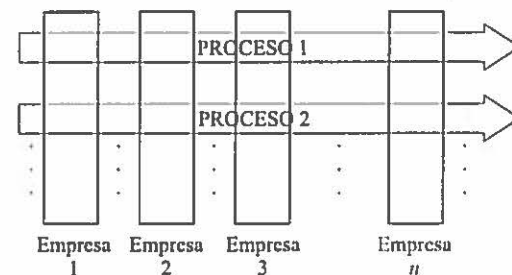 PROCESO 1
PROCESO 2
Empresa Empresa Empresa Empresa
1 2 3 n